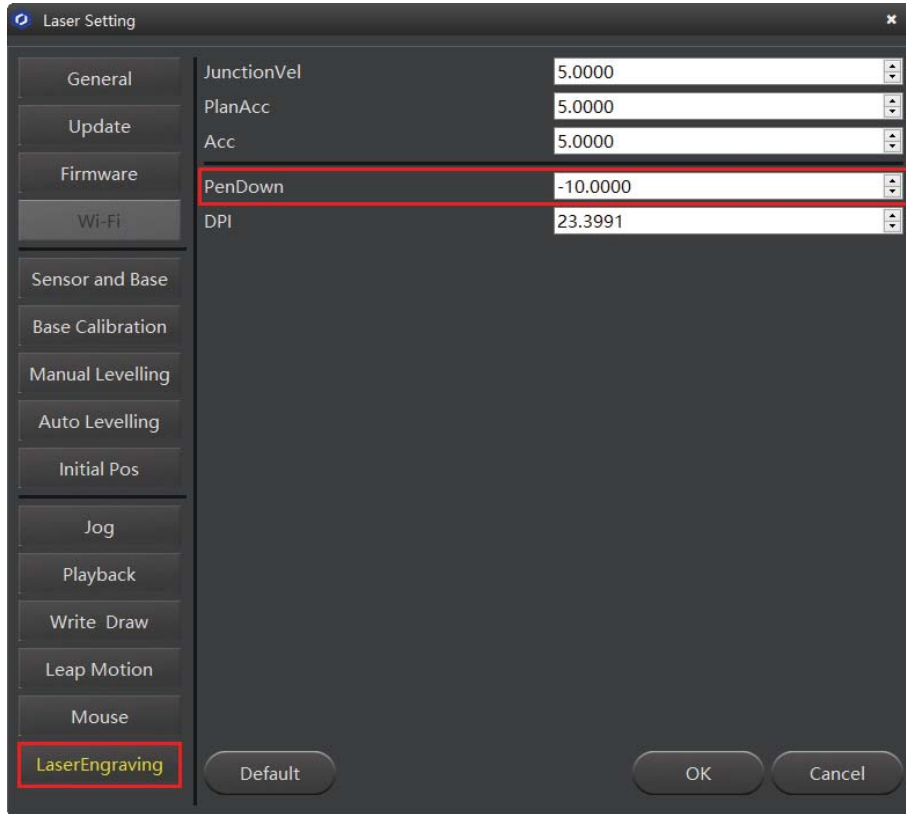 Laser Setting
General
Update
Firmware
Wi-Fi
Sensor and Base
Base Calibration
Manual Levelling
Auto Levelling
Initial Pos
Jog
Playback
Write Draw
Leap Motion
Mouse
LaserEngraving
JunctionVel 5.0000
PlanAcc 5.0000
Acc 5.0000
PenDown -10.0000
DPI 23.3991
Default OK Cancel